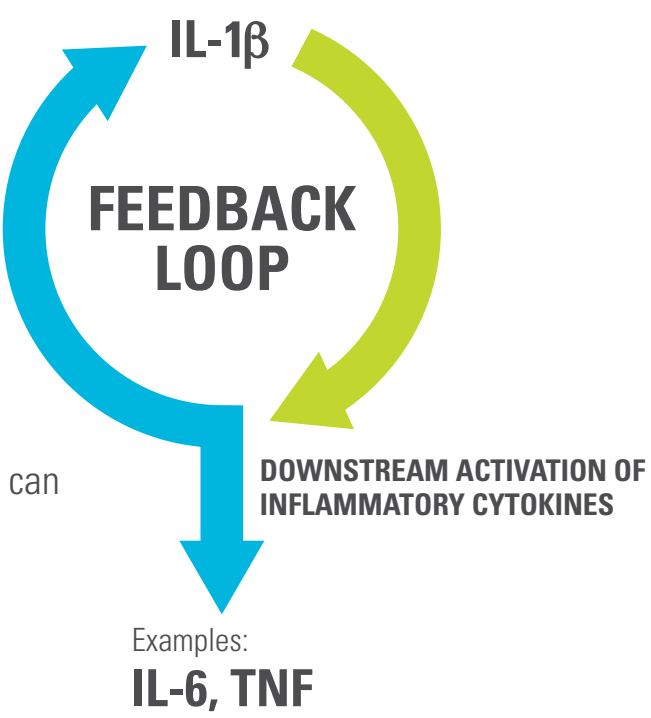 IL-1β
FEEDBACK
LOOP
can
DOWNSTREAM ACTIVATION OF
INFLAMMATORY CYTOKINES
Examples:
IL-6, TNF